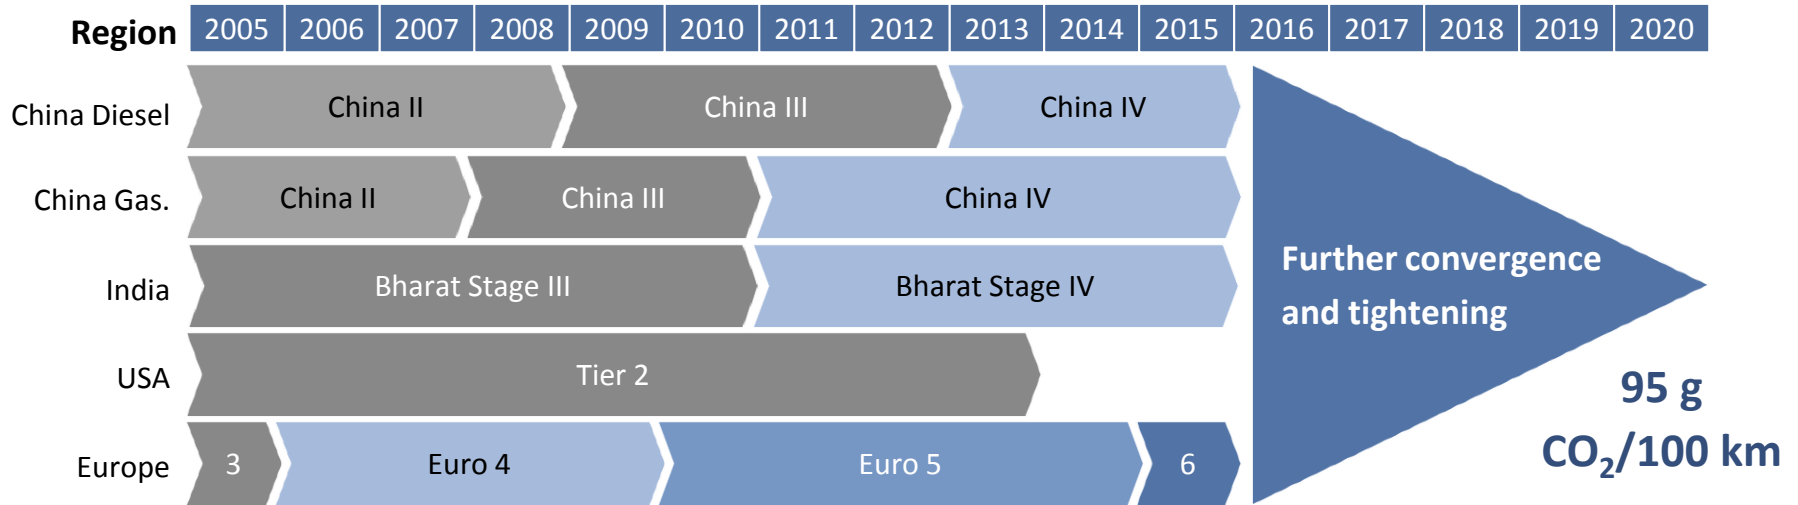 Region 2005 2006 2007 2008 2009 2010 2011 2012 2013 2014 2015 2016 2017 2018 2019 2020
China Diesel China II China III China IV
China Gas. China II China III China IV
India Bharat Stage III Bharat Stage IV
USA Tier 2
Europe 3 Euro 4 Euro 5 6
Further convergence
and tightening
95 g
CO₂/100 km